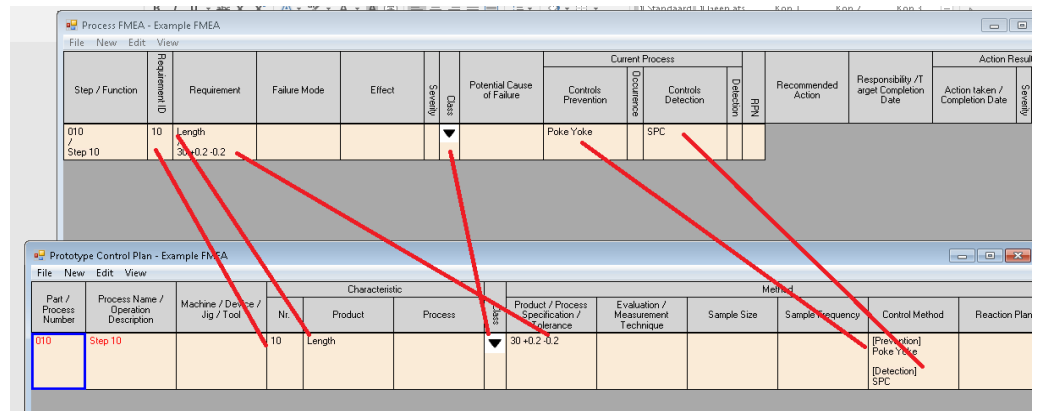 Process FMEA - Example FMEA
File New Edit View
Current Process
Action Resul
Step / Function
Requirement ID
Requirement
Failure Mode
Effect
Severity
Class
Potential Cause
of Failure
Controls
Prevention
Occurrence
Controls
Detection
Detection
RPN
Recommended
Action
Responsibility /T
arget Completion
Date
Action taken /
Completion Date
Severity
010
/
Step 10
10
Length
/
30 +0.2 -0.2
Poke Yoke
SPC
Prototype Control Plan - Example FMEA
File New Edit View
Characteristic
Method
Part /
Process
Number
Process Name /
Operation
Description
Machine / Device /
Jig / Tool
Nr.
Product
Process
Class
Product / Process
Specification /
Tolerance
Evaluation /
Measurement
Technique
Sample Size
Sample Frequency
Control Method
Reaction Plan
010
Step 10
10
Length
30 +0.2 -0.2
[Prevention]
Poke Yoke
[Detection]
SPC